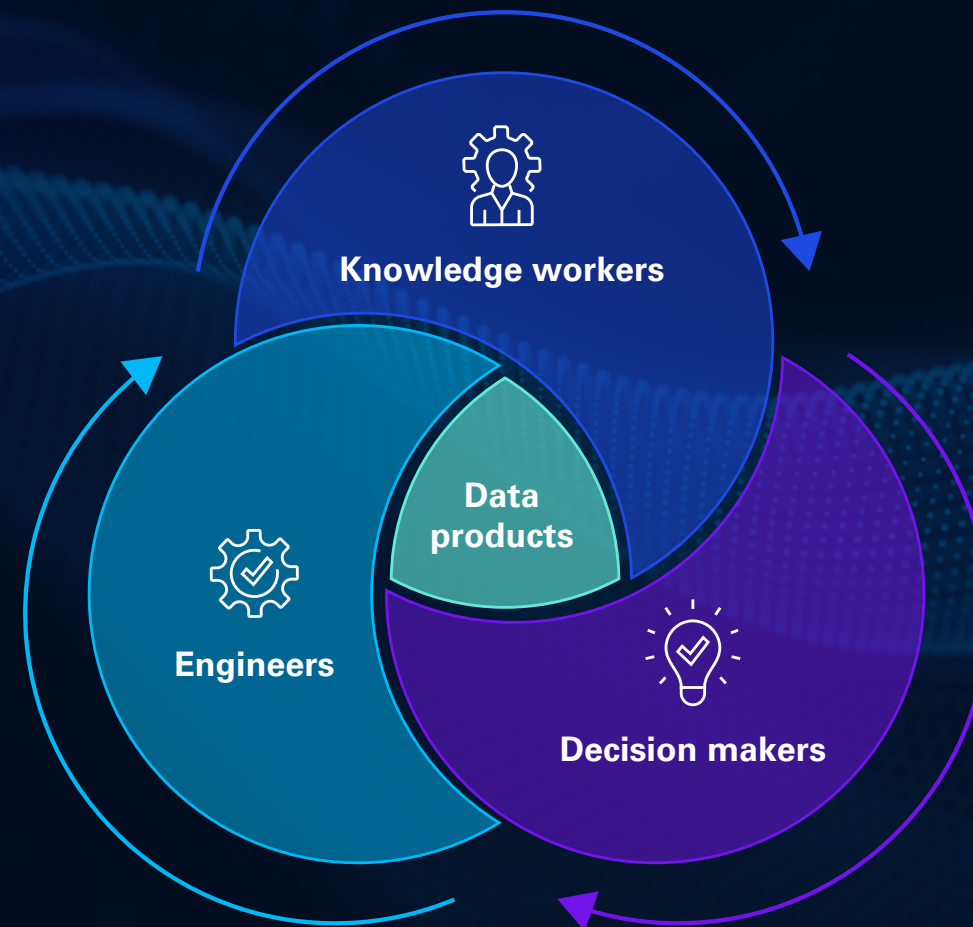 Knowledge workers
Data
products
Engineers
Decision makers